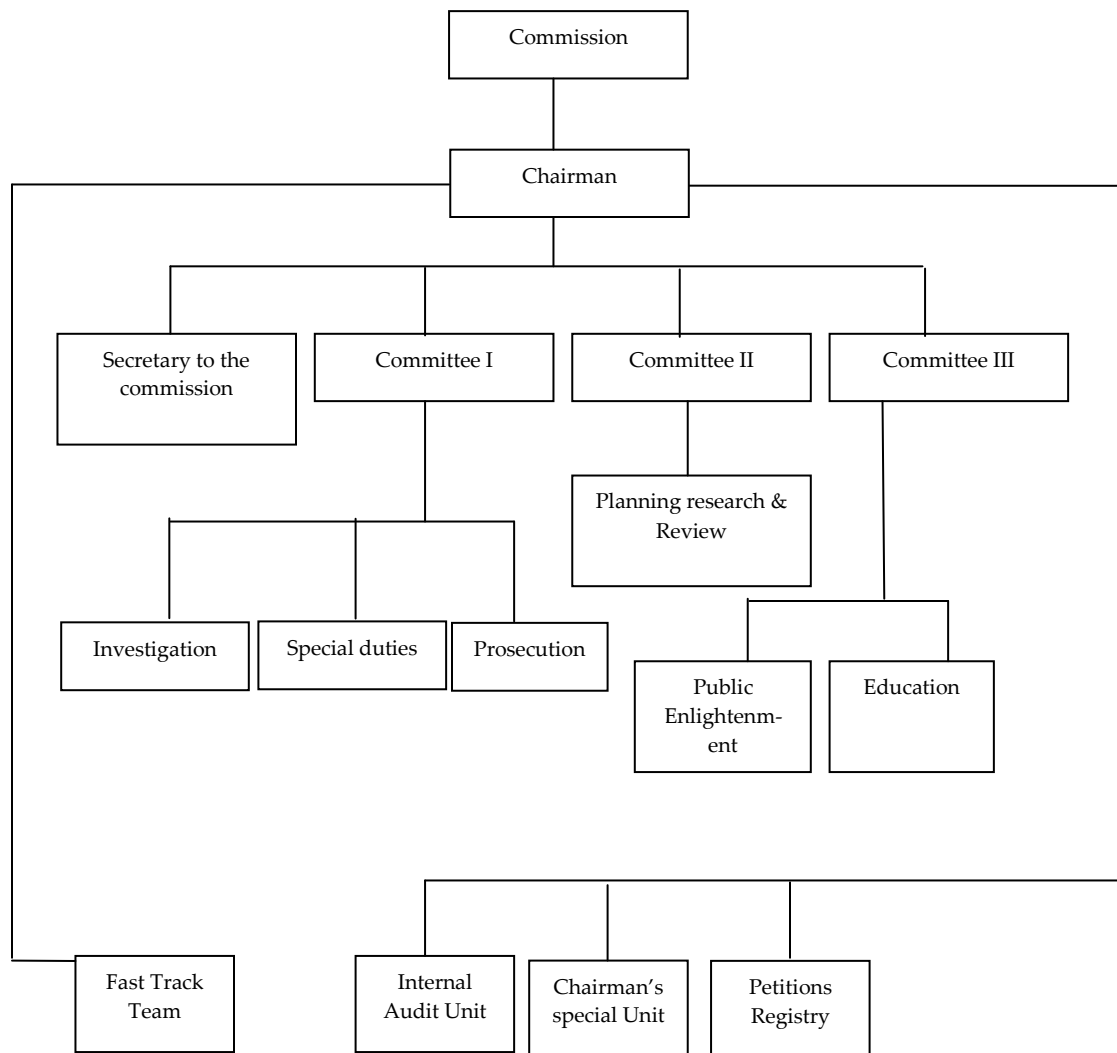 Commission
Chairman
Secretary to the
commission
Committee I
Committee II
Committee III
Planning research &
Review
Investigation
Special duties
Prosecution
Public
Enlightenm-
ent
Education
Fast Track
Team
Internal
Audit Unit
Chairman’s
special Unit
Petitions
Registry